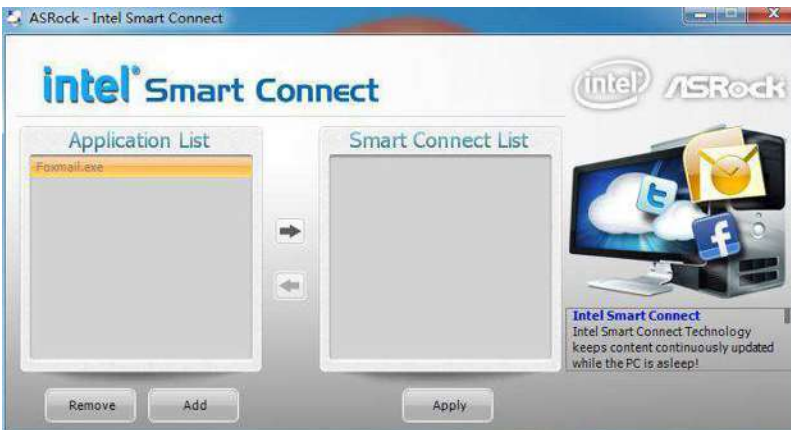 ASRock - Intel Smart Connect
intel Smart Connect
intel ASRock
Application List
Smart Connect List
Foxmail.exe
Intel Smart Connect
Intel Smart Connect Technology
keeps content continuously updated
while the PC is asleep!
Remove
Add
Apply